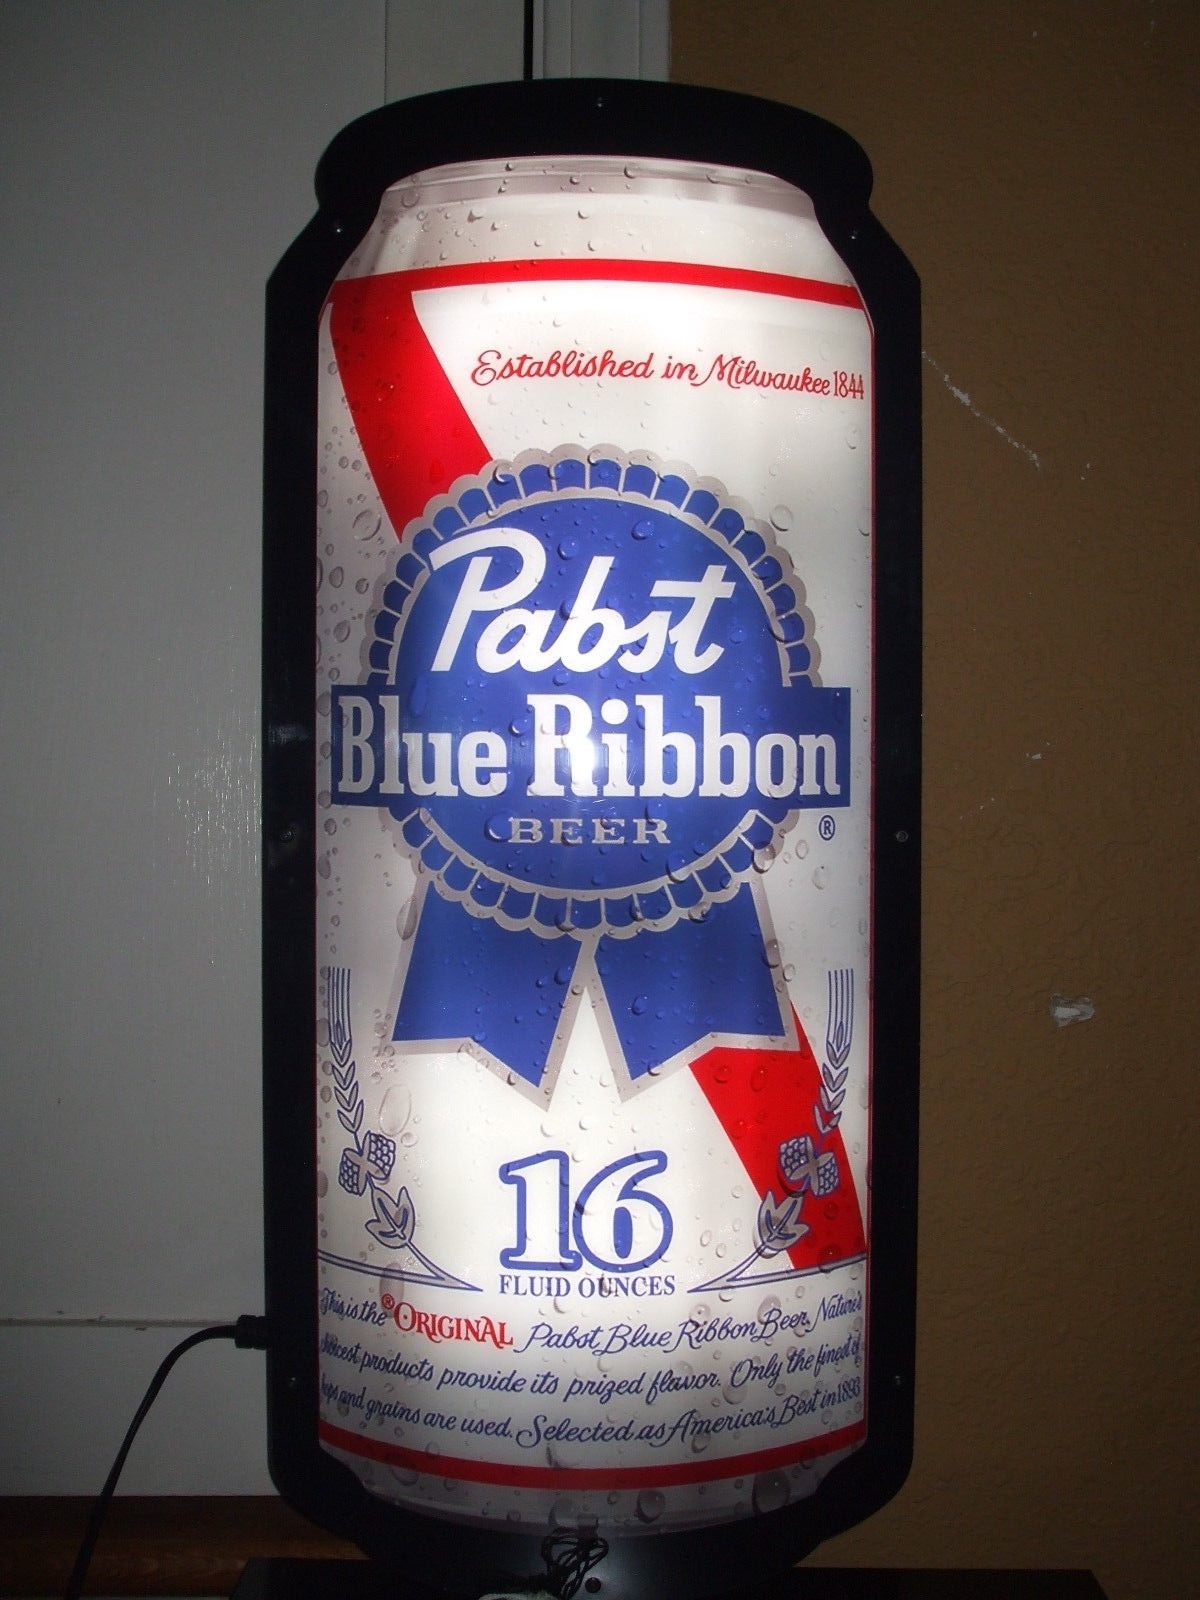 Established in Milwaukee 1844
Pabst
Blue Ribbon
BEER
®
16
FLUID OUNCES
This is the ®ORIGINAL Pabst Blue Ribbon Beer. Nature's
choicest products provide its prized flavor. Only the finest of
hops and grains are used. Selected as America's Best in 1893